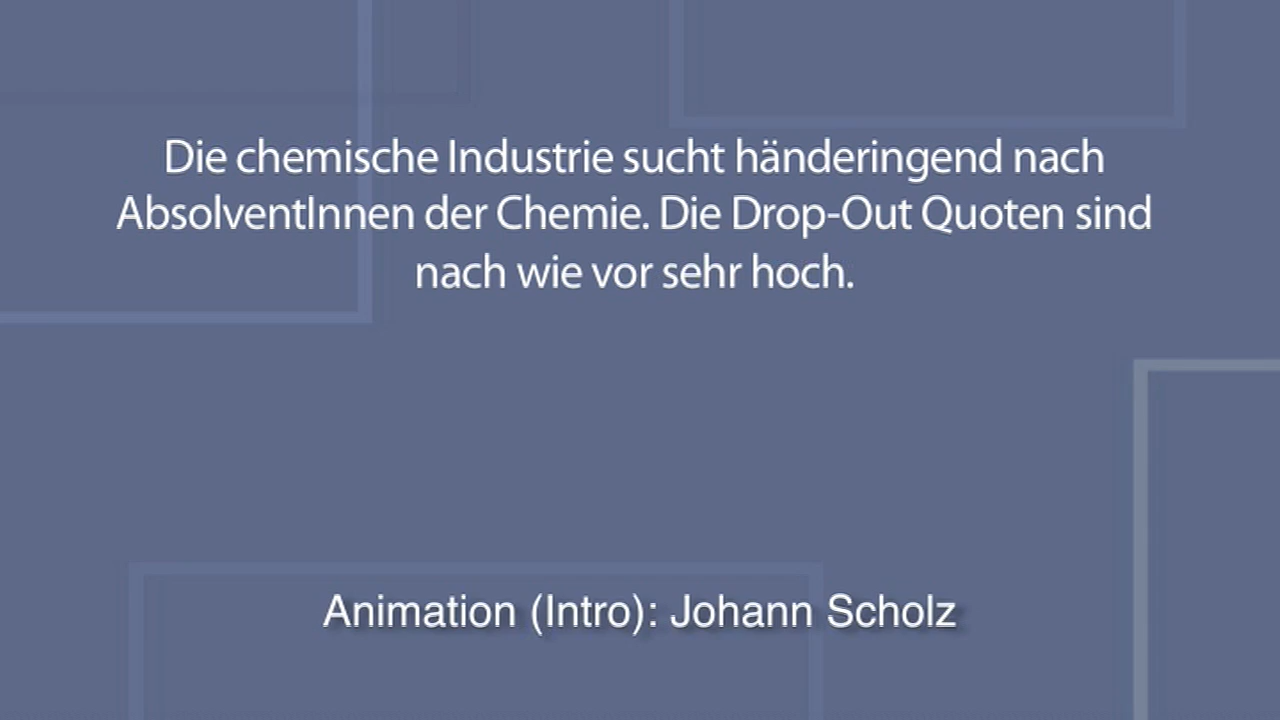 Die chemische Industrie sucht händeringend nach
AbsolventInnen der Chemie. Die Drop-Out Quoten sind
nach wie vor sehr hoch.
Animation (Intro): Johann Scholz